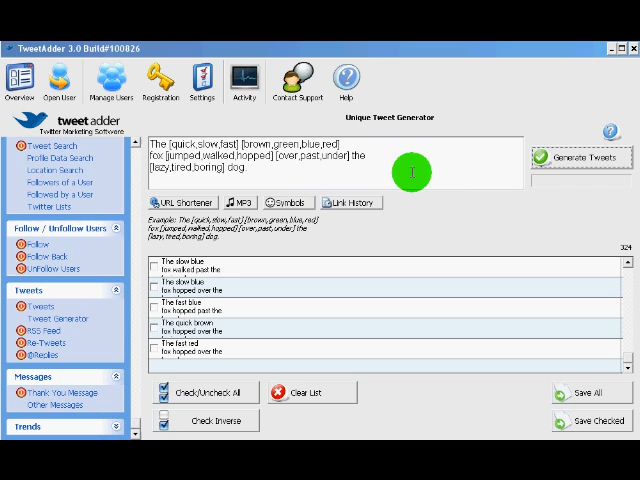 TweetAdder 3.0 Build#100826
Overview
Open User
Manage Users
Registration
Settings
Activity
Contact Support
Help
tweet adder
Twitter Marketing Software
Unique Tweet Generator
Tweet Search
Profile Data Search
Location Search
Followers of a User
Followed by a User
Twitter Lists
Follow / Unfollow Users
Follow
Follow Back
UnFollow Users
Tweets
Tweets
Tweet Generator
RSS Feed
Re-Tweets
@Replies
Messages
Thank You Message
Other Messages
Trends
The [quick,slow,fast] [brown,green,blue,red]
fox [jumped,walked,hopped] [over,past,under] the
[lazy,tired,boring] dog.
Generate Tweets
URL Shortener
MP3
Symbols
Link History
Example: The [quick,slow,fast] [brown,green,blue,red]
fox [jumped,walked,hopped] [over,past,under] the
[lazy,tired,boring] dog.
324
The slow blue
fox walked past the
The slow blue
fox hopped over the
The fast blue
fox hopped past the
The quick brown
fox hopped over the
The fast red
fox hopped over the
Check/Uncheck All
Clear List
Save All
Check Inverse
Save Checked